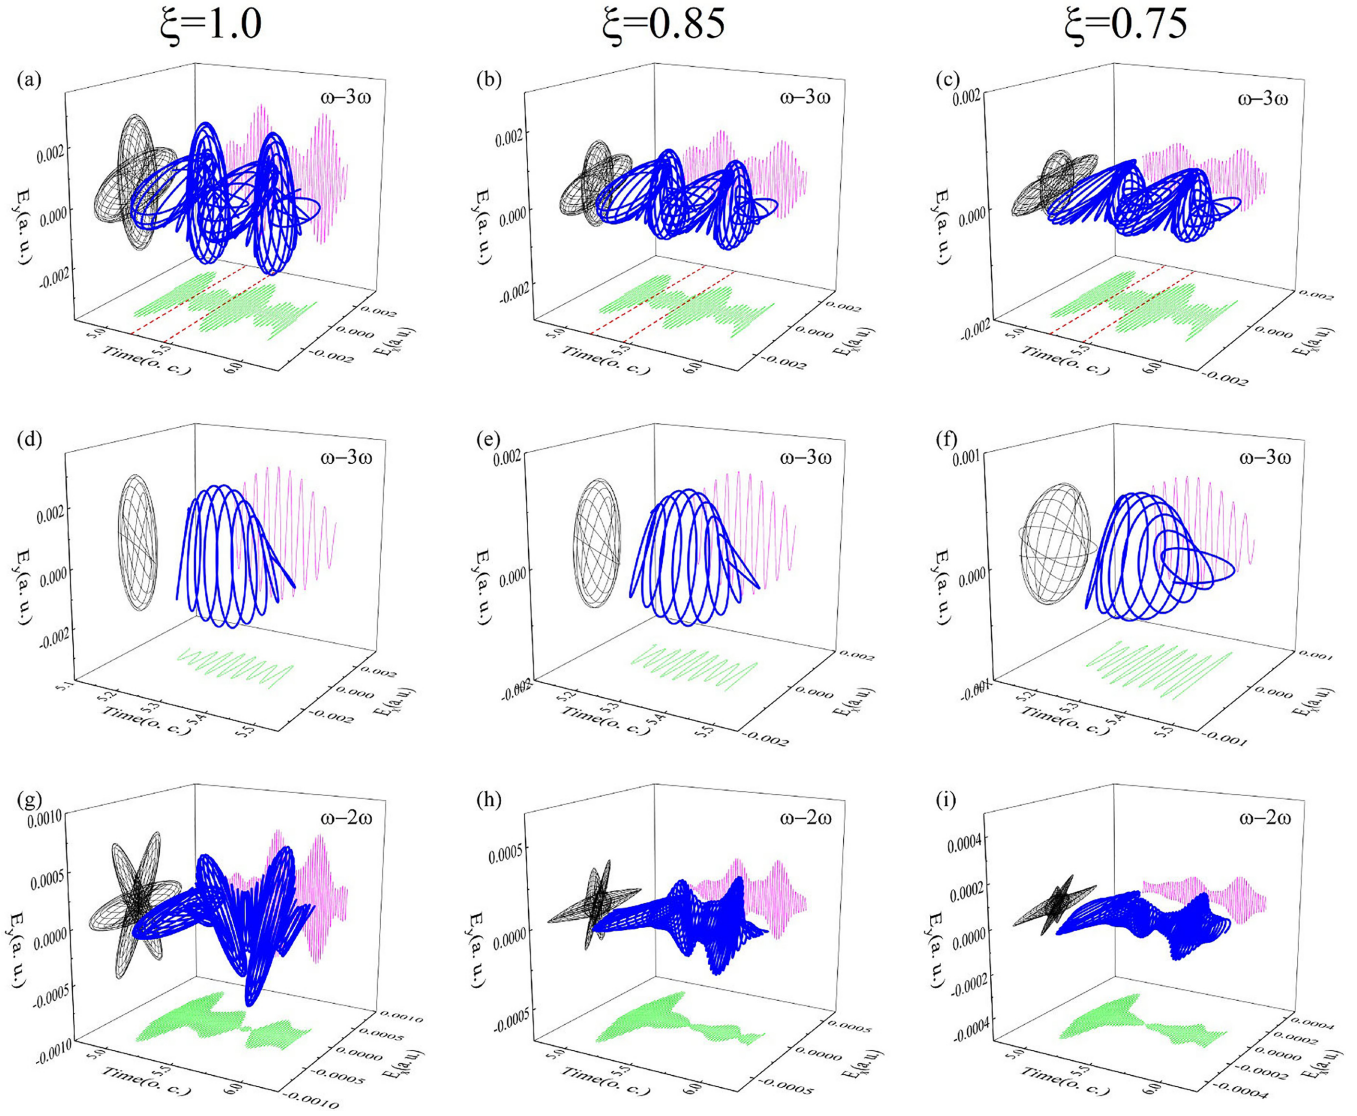 ξ=1.0 ξ=0.85 ξ=0.75
(a) ω−3ω
0.002
0.000
-0.002
Ey(a. u.)
5.0 5.5 6.0
Time(o. c.)
-0.002 0.000 0.002
Ex(a.u.)
(b) ω−3ω
0.002
0.000
-0.002
Ey(a. u.)
5.0 5.5 6.0
Time(o. c.)
-0.002 0.000 0.002
Ex(a.u.)
(c) ω−3ω
0.002
0.000
-0.002
Ey(a. u.)
5.0 5.5 6.0
Time(o. c.)
-0.002 0.000 0.002
Ex(a.u.)
(d) ω−3ω
0.002
0.000
-0.002
Ey(a. u.)
5.1 5.2 5.3 5.4 5.5
Time(o. c.)
-0.002 0.000 0.002
Ex(a.u.)
(e) ω−3ω
0.002
0.000
-0.002
Ey(a. u.)
5.2 5.3 5.4 5.5
Time(o. c.)
-0.002 0.000 0.002
Ex(a.u.)
(f) ω−3ω
0.001
0.000
-0.001
Ey(a. u.)
5.2 5.3 5.4 5.5
Time(o. c.)
-0.001 0.000 0.001
Ex(a.u.)
(g) ω−2ω
0.0010
0.0005
0.0000
-0.0005
-0.0010
Ey(a. u.)
5.0 5.5 6.0
Time(o. c.)
-0.0010 -0.0005 0.0000 0.0005 0.0010
Ex(a.u.)
(h) ω−2ω
0.0005
0.0000
-0.0005
Ey(a. u.)
5.0 5.5 6.0
Time(o. c.)
-0.0005 0.0000 0.0005
Ex(a.u.)
(i) ω−2ω
0.0004
0.0002
0.0000
-0.0002
-0.0004
Ey(a. u.)
5.0 5.5 6.0
Time(o. c.)
-0.0004 -0.0002 0.0000 0.0002 0.0004
Ex(a.u.)